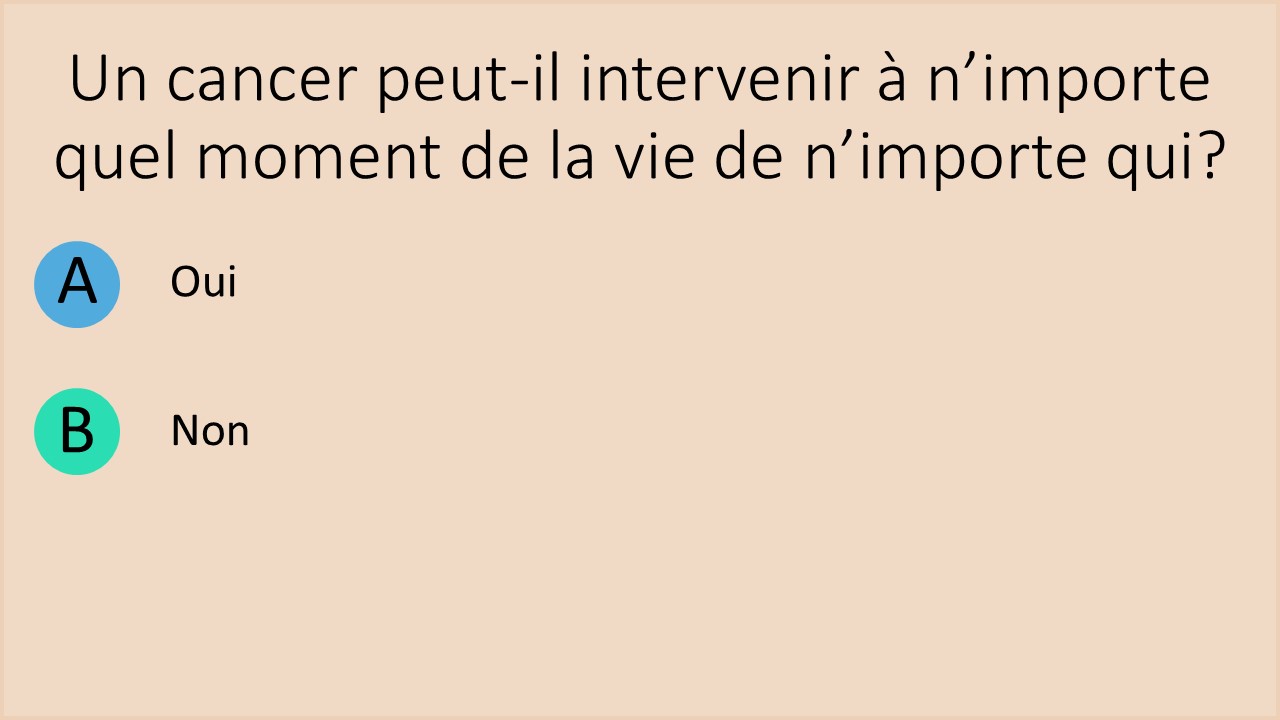 Un cancer peut-il intervenir à n’importe
quel moment de la vie de n’importe qui?
A Oui
B Non